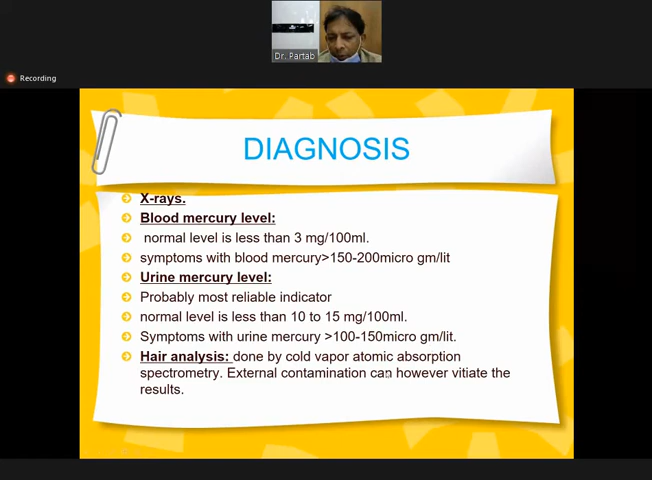 Dr. Partab
Recording
DIAGNOSIS
X-rays.
Blood mercury level:
normal level is less than 3 mg/100ml.
symptoms with blood mercury>150-200micro gm/lit
Urine mercury level:
Probably most reliable indicator
normal level is less than 10 to 15 mg/100ml.
Symptoms with urine mercury >100-150micro gm/lit.
Hair analysis: done by cold vapor atomic absorption
spectrometry. External contamination can however vitiate the
results.